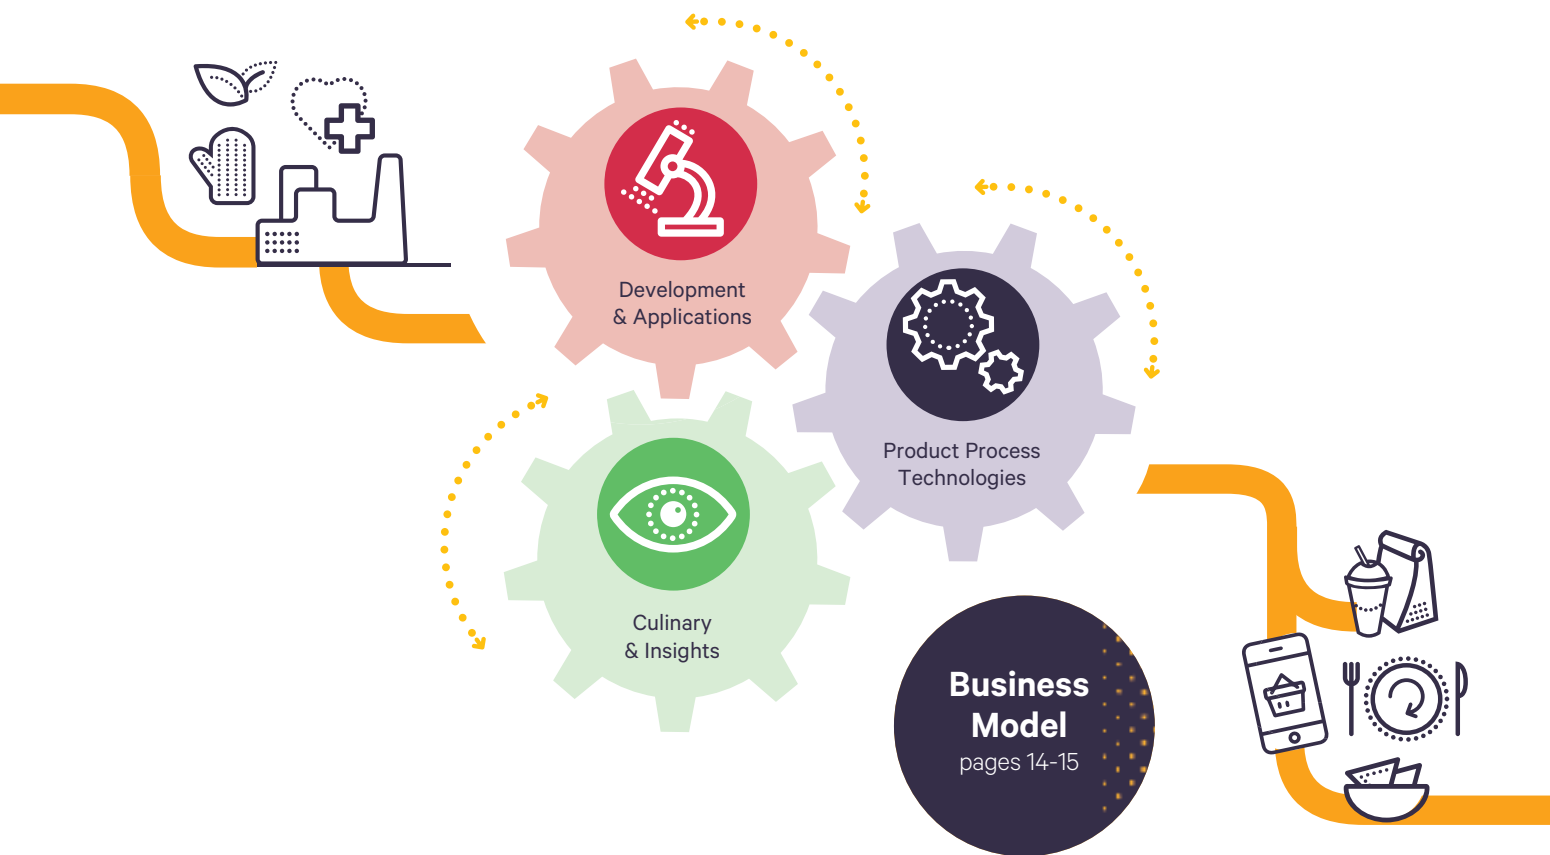 Development
& Applications
Product Process
Technologies
Culinary
& Insights
Business
Model
pages 14-15